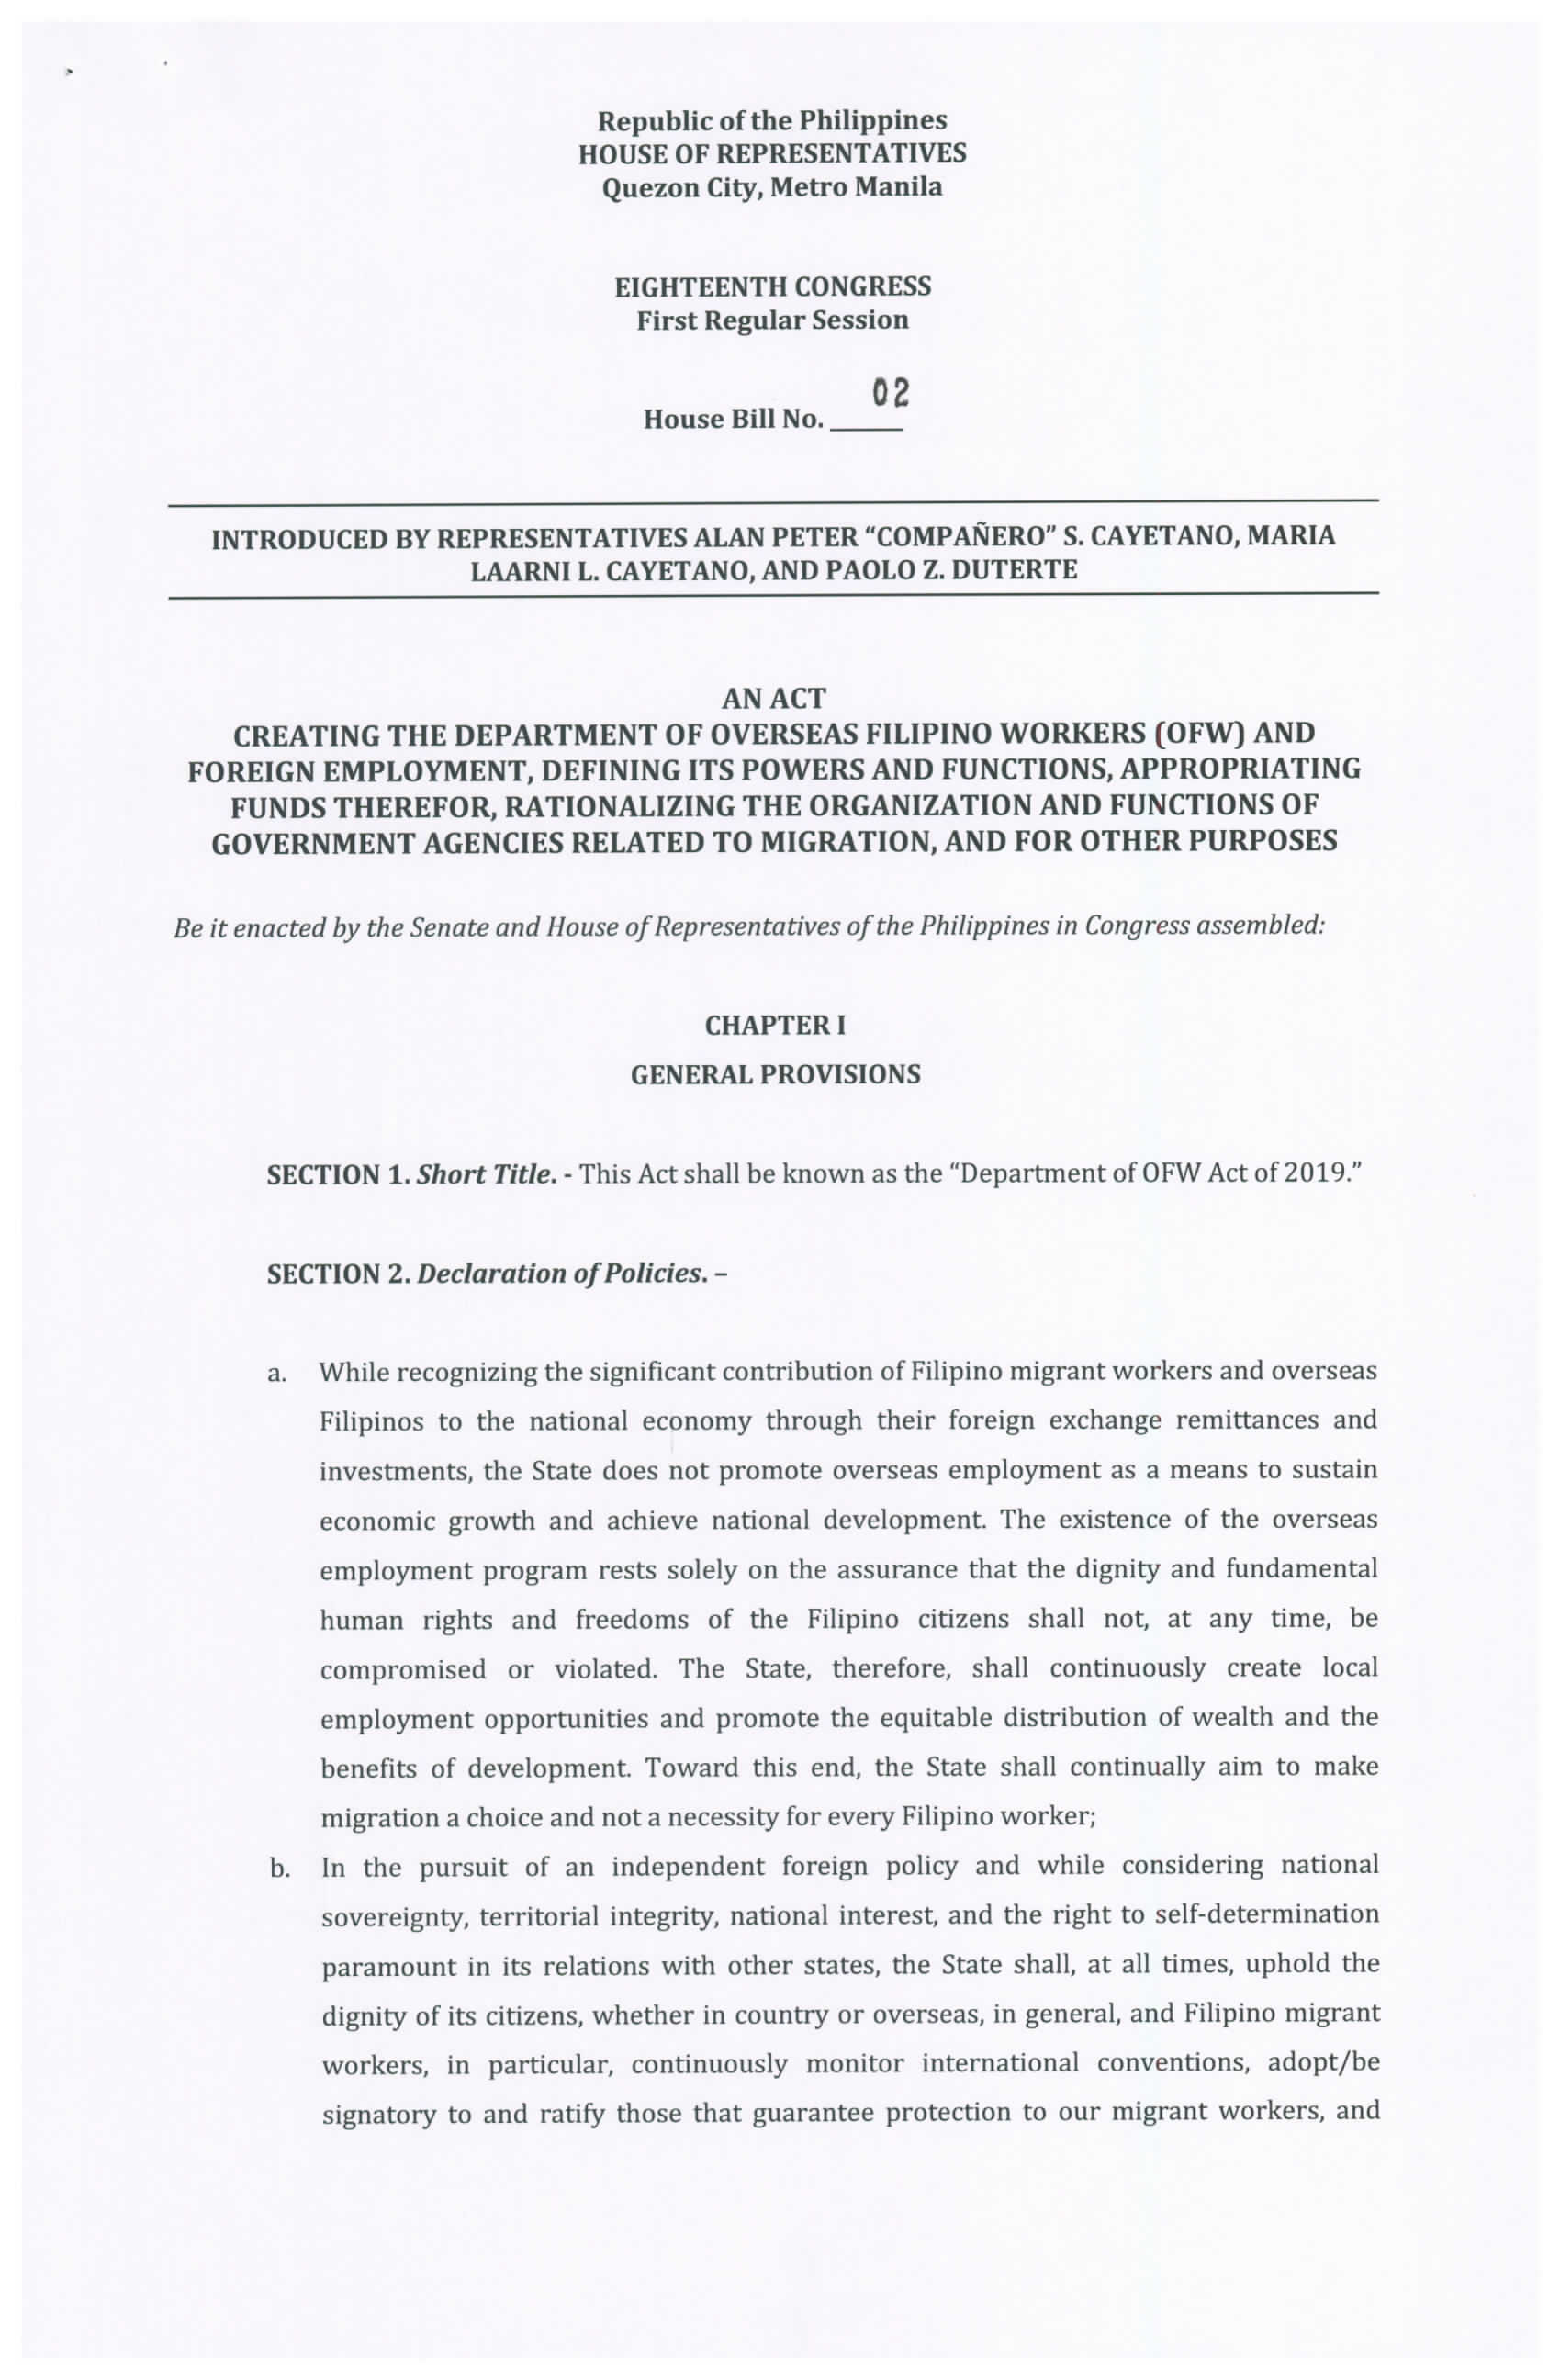 Republic of the Philippines
HOUSE OF REPRESENTATIVES
Quezon City, Metro Manila
EIGHTEENTH CONGRESS
First Regular Session
02
House Bill No. _____
INTRODUCED BY REPRESENTATIVES ALAN PETER “COMPAÑERO” S. CAYETANO, MARIA
LAARNI L. CAYETANO, AND PAOLO Z. DUTERTE
AN ACT
CREATING THE DEPARTMENT OF OVERSEAS FILIPINO WORKERS (OFW) AND
FOREIGN EMPLOYMENT, DEFINING ITS POWERS AND FUNCTIONS, APPROPRIATING
FUNDS THEREFOR, RATIONALIZING THE ORGANIZATION AND FUNCTIONS OF
GOVERNMENT AGENCIES RELATED TO MIGRATION, AND FOR OTHER PURPOSES
Be it enacted by the Senate and House of Representatives of the Philippines in Congress assembled:
CHAPTER I
GENERAL PROVISIONS
SECTION 1. Short Title. - This Act shall be known as the “Department of OFW Act of 2019.”
SECTION 2. Declaration of Policies. –
a. While recognizing the significant contribution of Filipino migrant workers and overseas
Filipinos to the national economy through their foreign exchange remittances and
investments, the State does not promote overseas employment as a means to sustain
economic growth and achieve national development. The existence of the overseas
employment program rests solely on the assurance that the dignity and fundamental
human rights and freedoms of the Filipino citizens shall not, at any time, be
compromised or violated. The State, therefore, shall continuously create local
employment opportunities and promote the equitable distribution of wealth and the
benefits of development. Toward this end, the State shall continually aim to make
migration a choice and not a necessity for every Filipino worker;
b. In the pursuit of an independent foreign policy and while considering national
sovereignty, territorial integrity, national interest, and the right to self-determination
paramount in its relations with other states, the State shall, at all times, uphold the
dignity of its citizens, whether in country or overseas, in general, and Filipino migrant
workers, in particular, continuously monitor international conventions, adopt/be
signatory to and ratify those that guarantee protection to our migrant workers, and